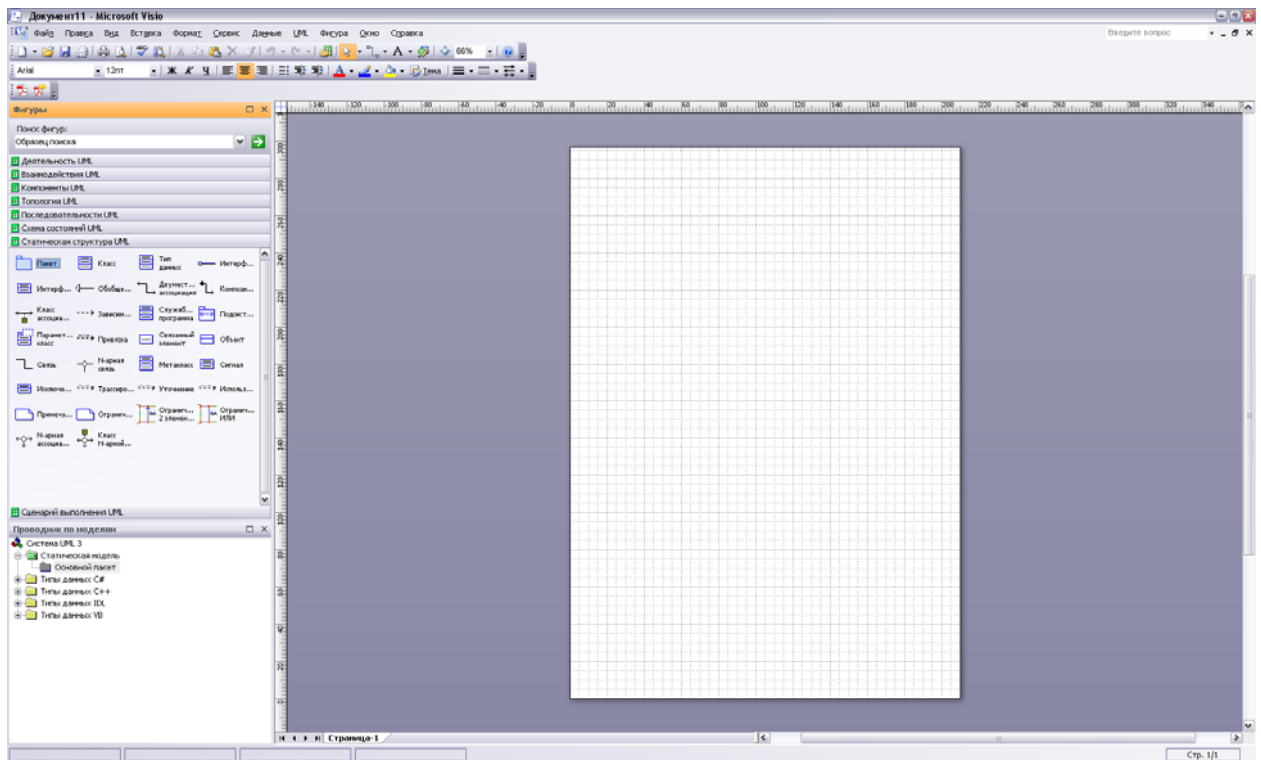 Документ11 - Microsoft Visio
Файл Правка Вид Вставка Формат Сервис Данные UML Фигура Окно Справка Введите вопрос
66%
Arial 12пт Ж К Ч Тема
Фигуры
Поиск фигур:
Образец поиска
Деятельность UML
Взаимодействия UML
Компоненты UML
Топология UML
Последовательности UML
Схема состояний UML
Статическая структура UML
Пакет Класс Тип данных Интерф...
Интерф... Обобще... Двумест... ассоциация Композ...
Класс ассоциа... Зависим... Служеб... программа Подсист...
Парамет... класс Привязка Связанный элемент Объект
Связь N-арная связь Метакласс Сигнал
Исключе... Трассиро... Уточнение Использ...
Примеча... Огранич... Огранич... 2 элемен... Огранич... ИЛИ
N-арная ассоциа... Класс N-арной...
Сценарий выполнения UML
Проводник по моделям
Система UML 3
Статическая модель
Основной пакет
Типы данных C#
Типы данных C++
Типы данных IDL
Типы данных VB
Страница-1
Стр. 1/1